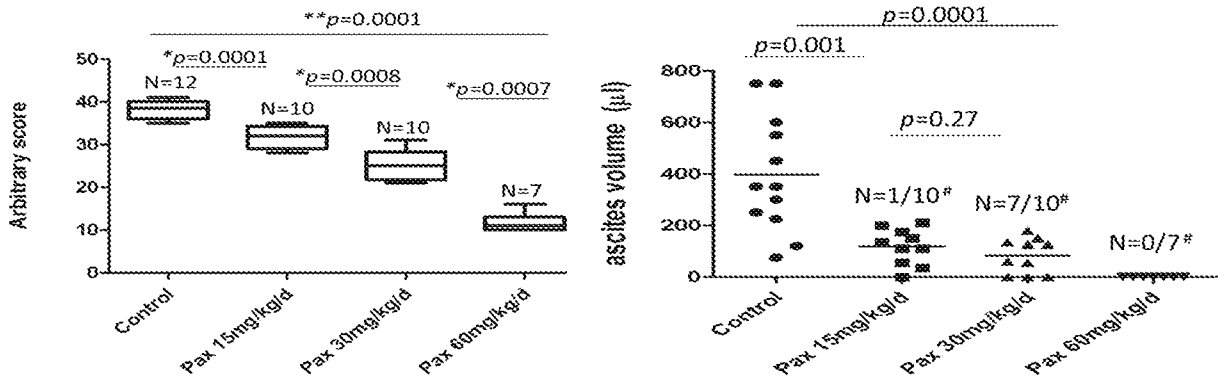 **p=0.0001
*p=0.0001
*p=0.0008
*p=0.0007
N=12
N=10
N=10
N=7
Arbitrary score
50
40
30
20
10
0
Control
Pax 15mg/kg/d
Pax 30mg/kg/d
Pax 60mg/kg/d
p=0.0001
p=0.001
p=0.27
N=1/10#
N=7/10#
N=0/7#
ascites volume (μl)
800
600
400
200
0
Control
Pax 15mg/kg/d
Pax 30mg/kg/d
Pax 60mg/kg/d